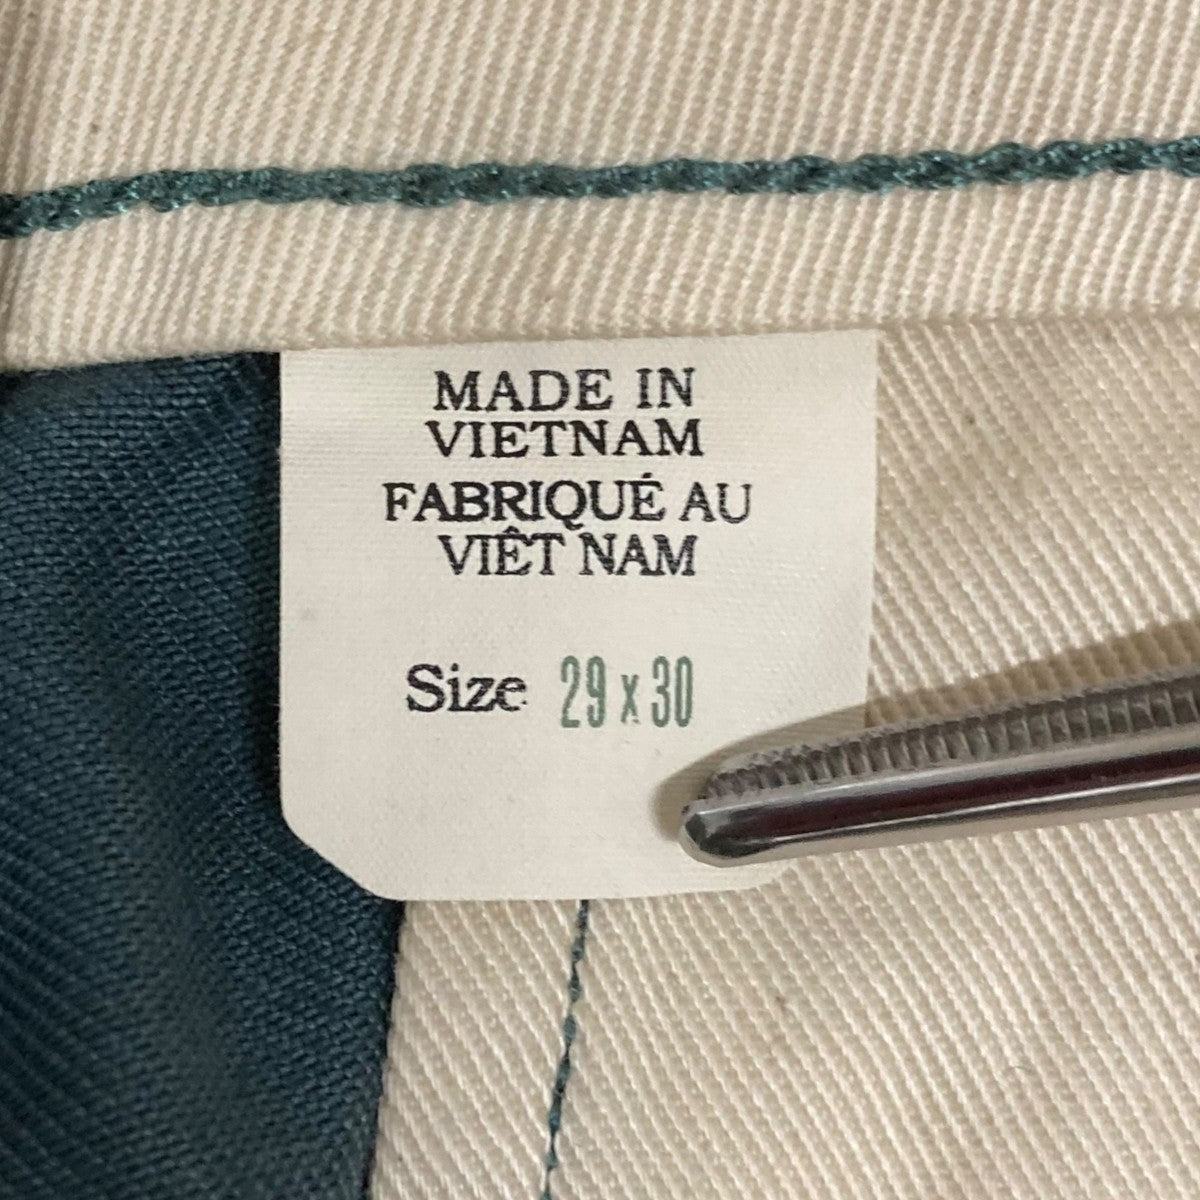 MADE IN
VIETNAM
FABRIQUÉ AU
VIÊT NAM
Size 29 x 30